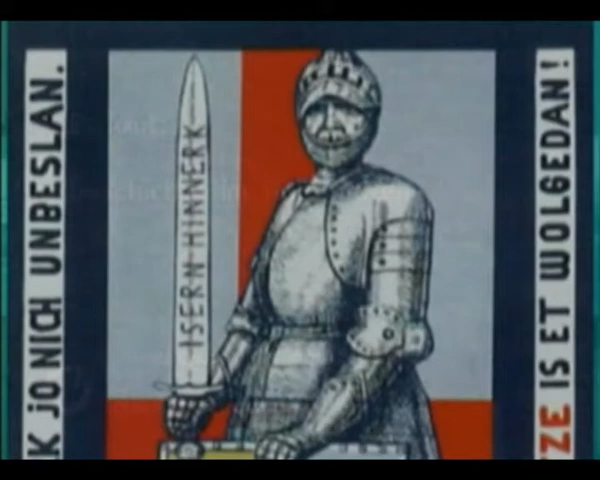 K JO NICH UNBESLAN.
ISERN HINNERK
ZE IS ET WOLGEDAN!